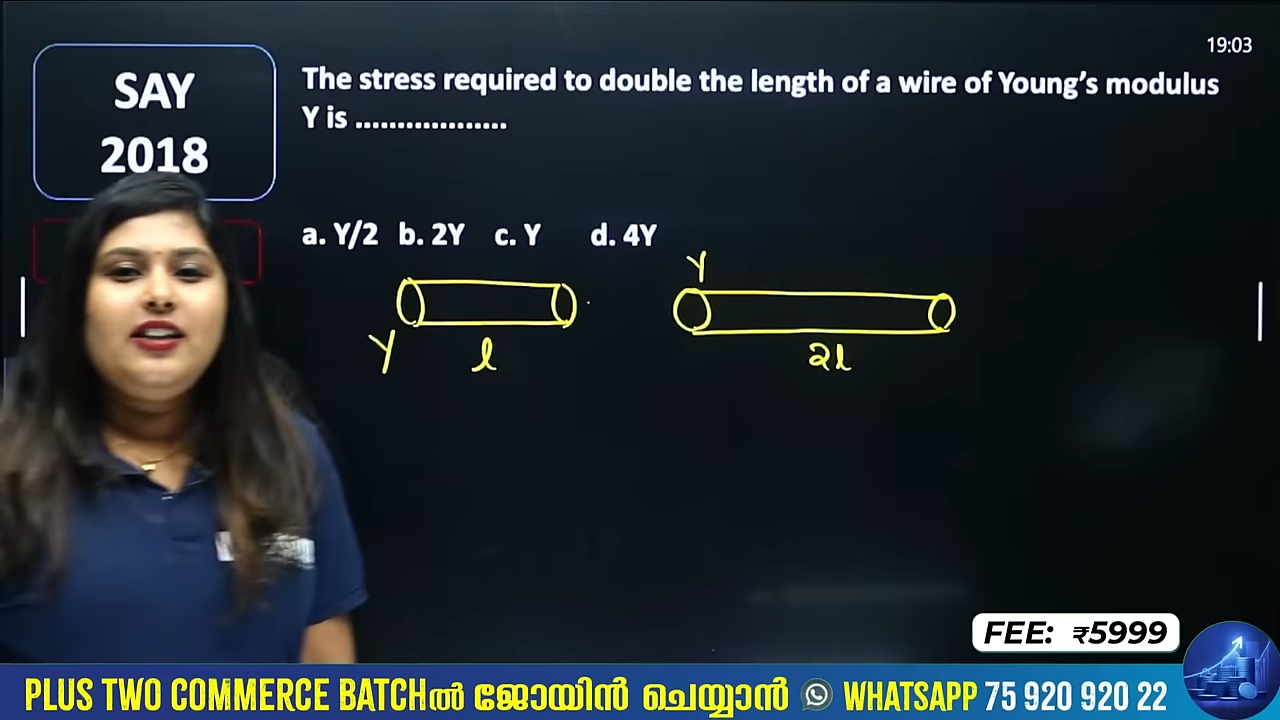 19:03
SAY
2018
The stress required to double the length of a wire of Young's modulus
Y is ..................
a. Y/2 b. 2Y c. Y d. 4Y
Y
Y
l
2l
FEE: ₹5999
PLUS TWO COMMERCE BATCHൽ ജോയിൻ ചെയ്യാൻ WHATSAPP 75 920 920 22